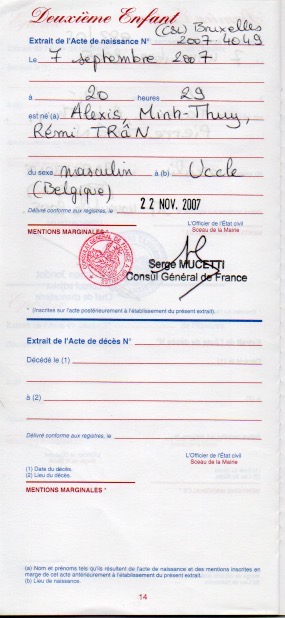 Deuxième Enfant
(CSL) Bruxelles
Extrait de l'Acte de naissance N° 2007.4049
Le 7 septembre 2007
à 20 heures 29
est né (a) Alexis, Minh-Thuy,
Rémi TRÂN
du sexe masculin à (b) Uccle
(Belgique)
22 NOV. 2007
Délivré conforme aux registres, le
L'Officier de l'État civil
Sceau de la Mairie
MENTIONS MARGINALES *
Serge MUCETTI
Consul Général de France
* (Inscrites sur l'acte postérieurement à l'établissement du présent extrait).
Extrait de l'Acte de décès N°
Décédé le (1)
à (2)
Délivré conforme aux registres, le
L'Officier de l'État civil
Sceau de la Mairie
(1) Date du décès.
(2) Lieu du décès.
MENTIONS MARGINALES *
(a) Nom et prénoms tels qu'ils résultent de l'acte de naissance et des mentions inscrites en
marge de cet acte antérieurement à l'établissement du présent extrait.
(b) Lieu de naissance.
14